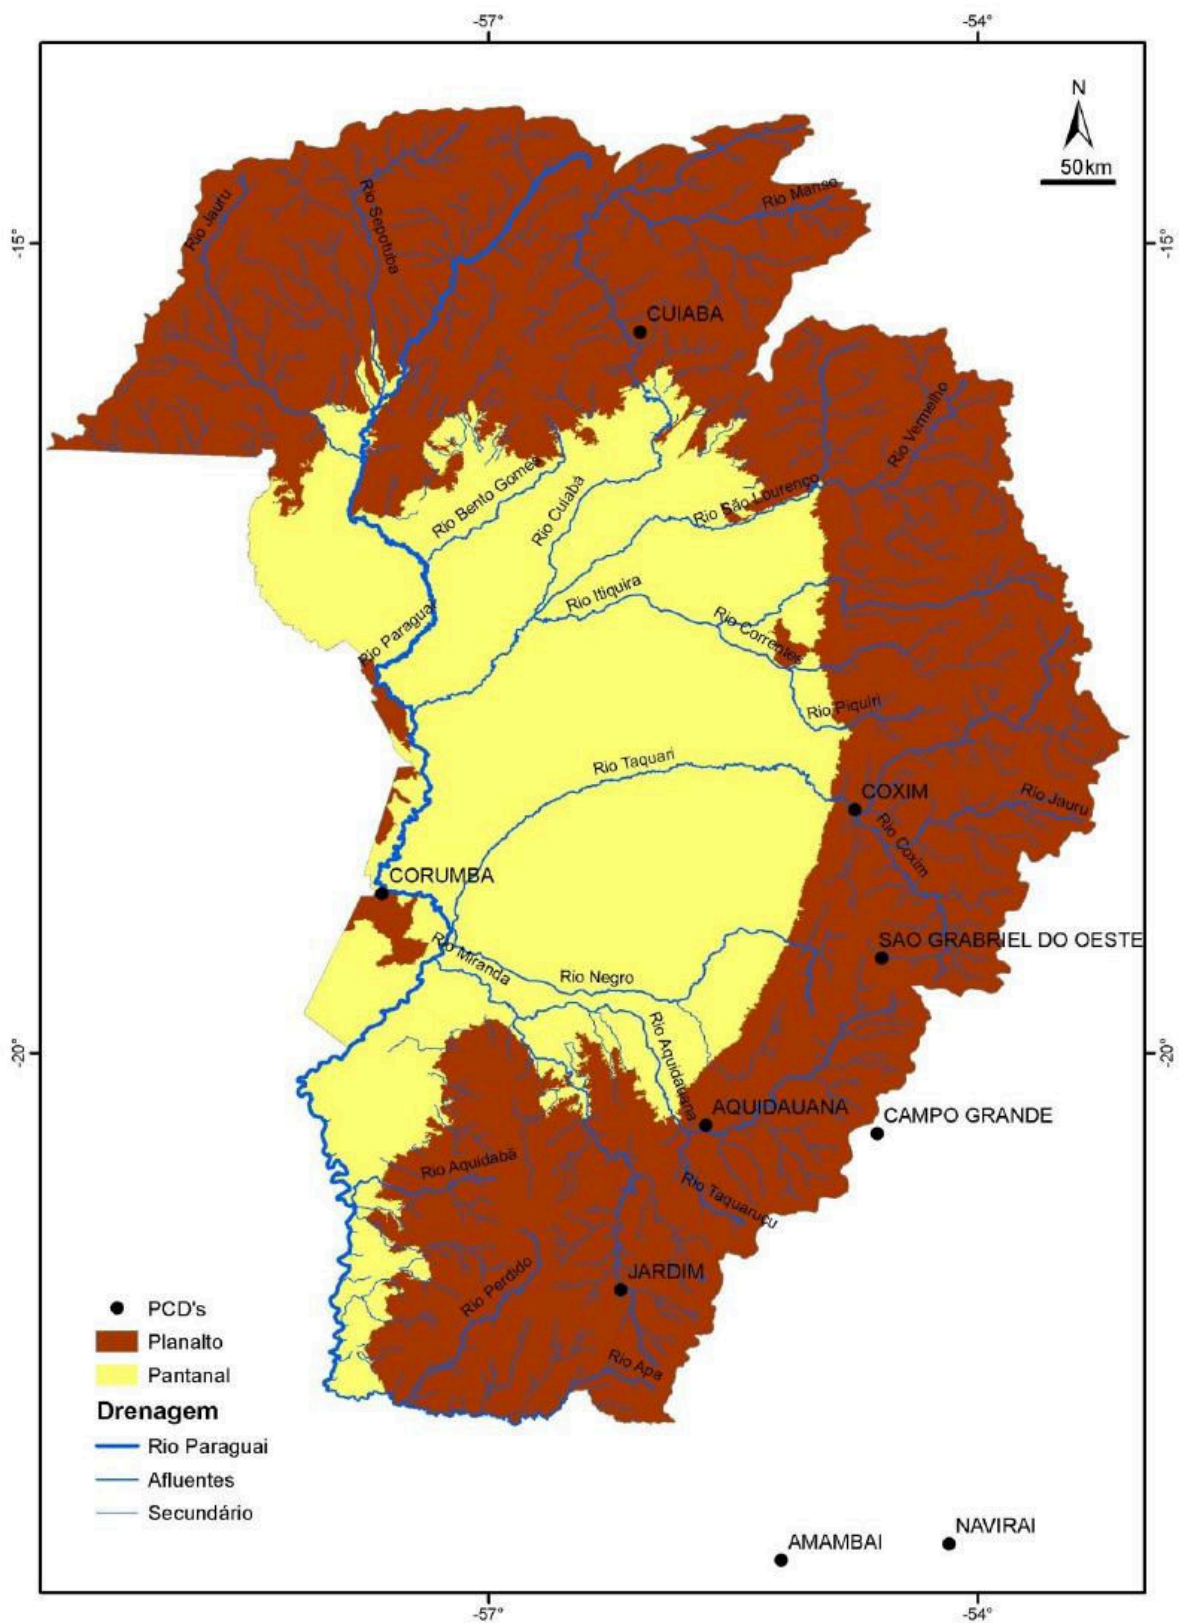 -57°
-54°
N
50km
Rio Manso
Rio Jauru
Rio Sepotuba
-15°
-15°
CUIABA
Rio Vermelho
Rio Bento Gomes
Rio Cuiabá
Rio São Lourenço
Rio Itiquira
Rio Correntes
Rio Paraguai
Rio Piquiri
Rio Taquari
COXIM
Rio Jauru
Rio Coxim
CORUMBA
SAO GRABRIEL DO OESTE
Rio Miranda
Rio Negro
Rio Aquidauana
-20°
-20°
AQUIDAUANA
CAMPO GRANDE
Rio Aquidabã
Rio Taquaruçu
Rio Perdido
JARDIM
Rio Apa
PCD's
Planalto
Pantanal
Drenagem
Rio Paraguai
Afluentes
Secundário
NAVIRAI
AMAMBAI
-57°
-54°